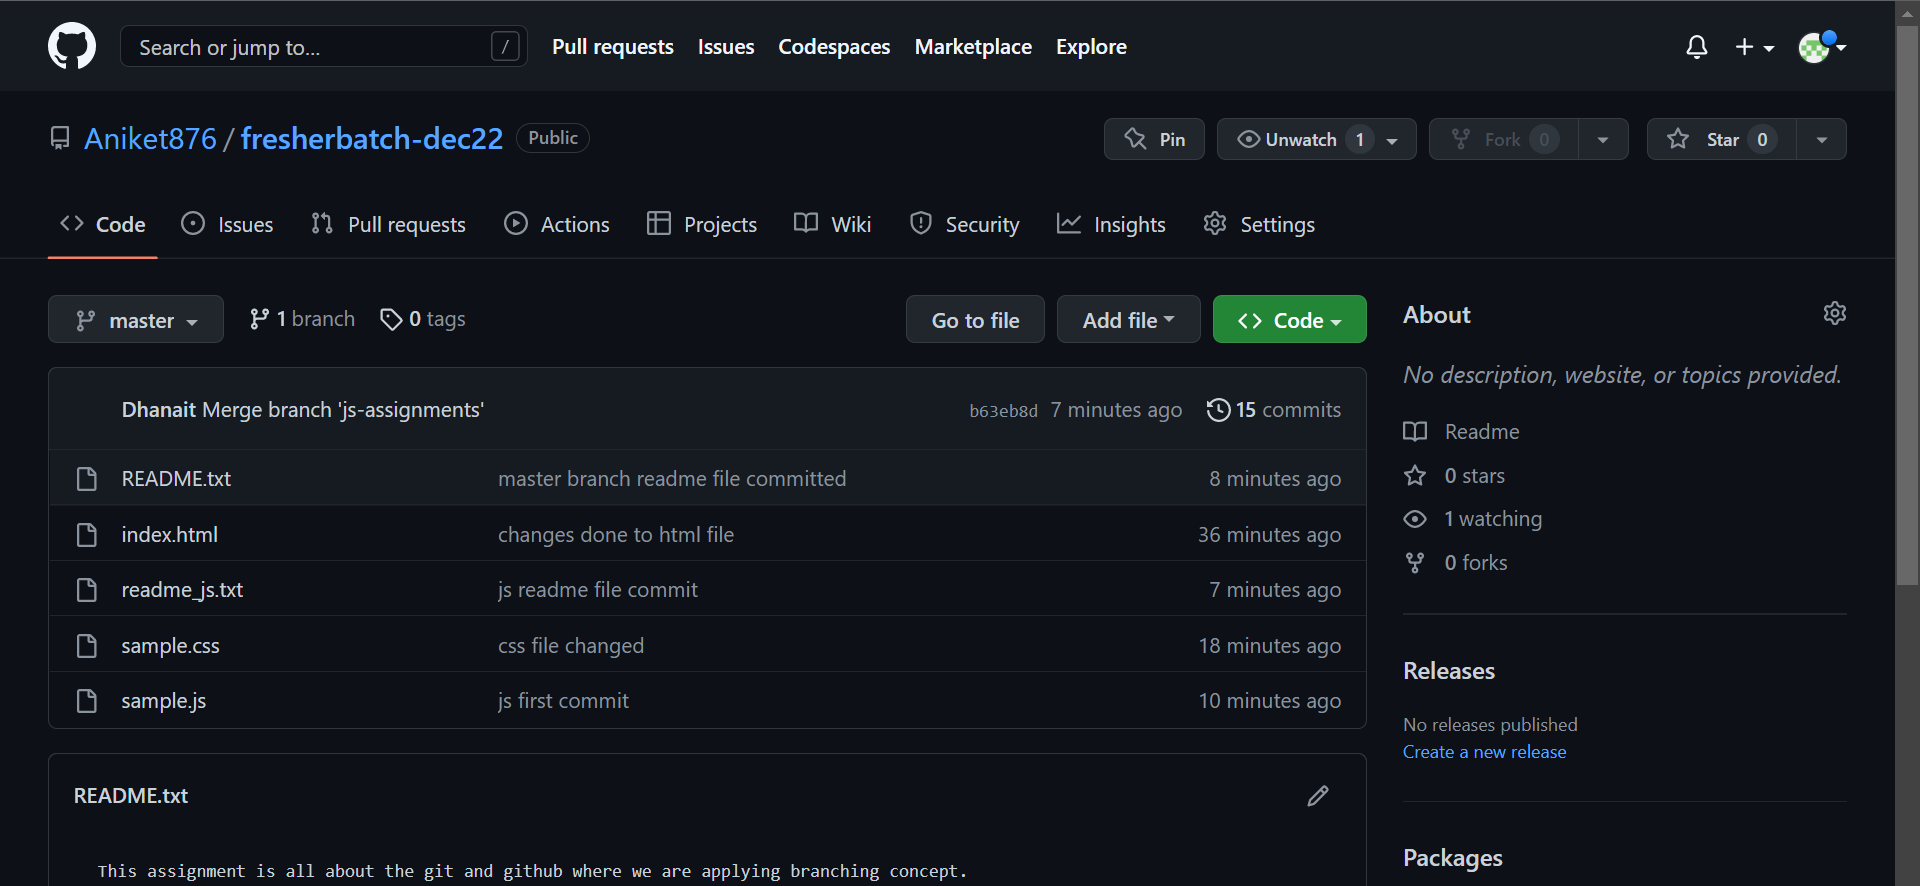 Search or jump to... / Pull requests Issues Codespaces Marketplace Explore
Aniket876 / fresherbatch-dec22 Public Pin Unwatch 1 Fork 0 Star 0
Code Issues Pull requests Actions Projects Wiki Security Insights Settings
master 1 branch 0 tags Go to file Add file Code
Dhanait Merge branch 'js-assignments' b63eb8d 7 minutes ago 15 commits
README.txt master branch readme file committed 8 minutes ago
index.html changes done to html file 36 minutes ago
readme_js.txt js readme file commit 7 minutes ago
sample.css css file changed 18 minutes ago
sample.js js first commit 10 minutes ago
README.txt
This assignment is all about the git and github where we are applying branching concept.
About
No description, website, or topics provided.
Readme
0 stars
1 watching
0 forks
Releases
No releases published
Create a new release
Packages